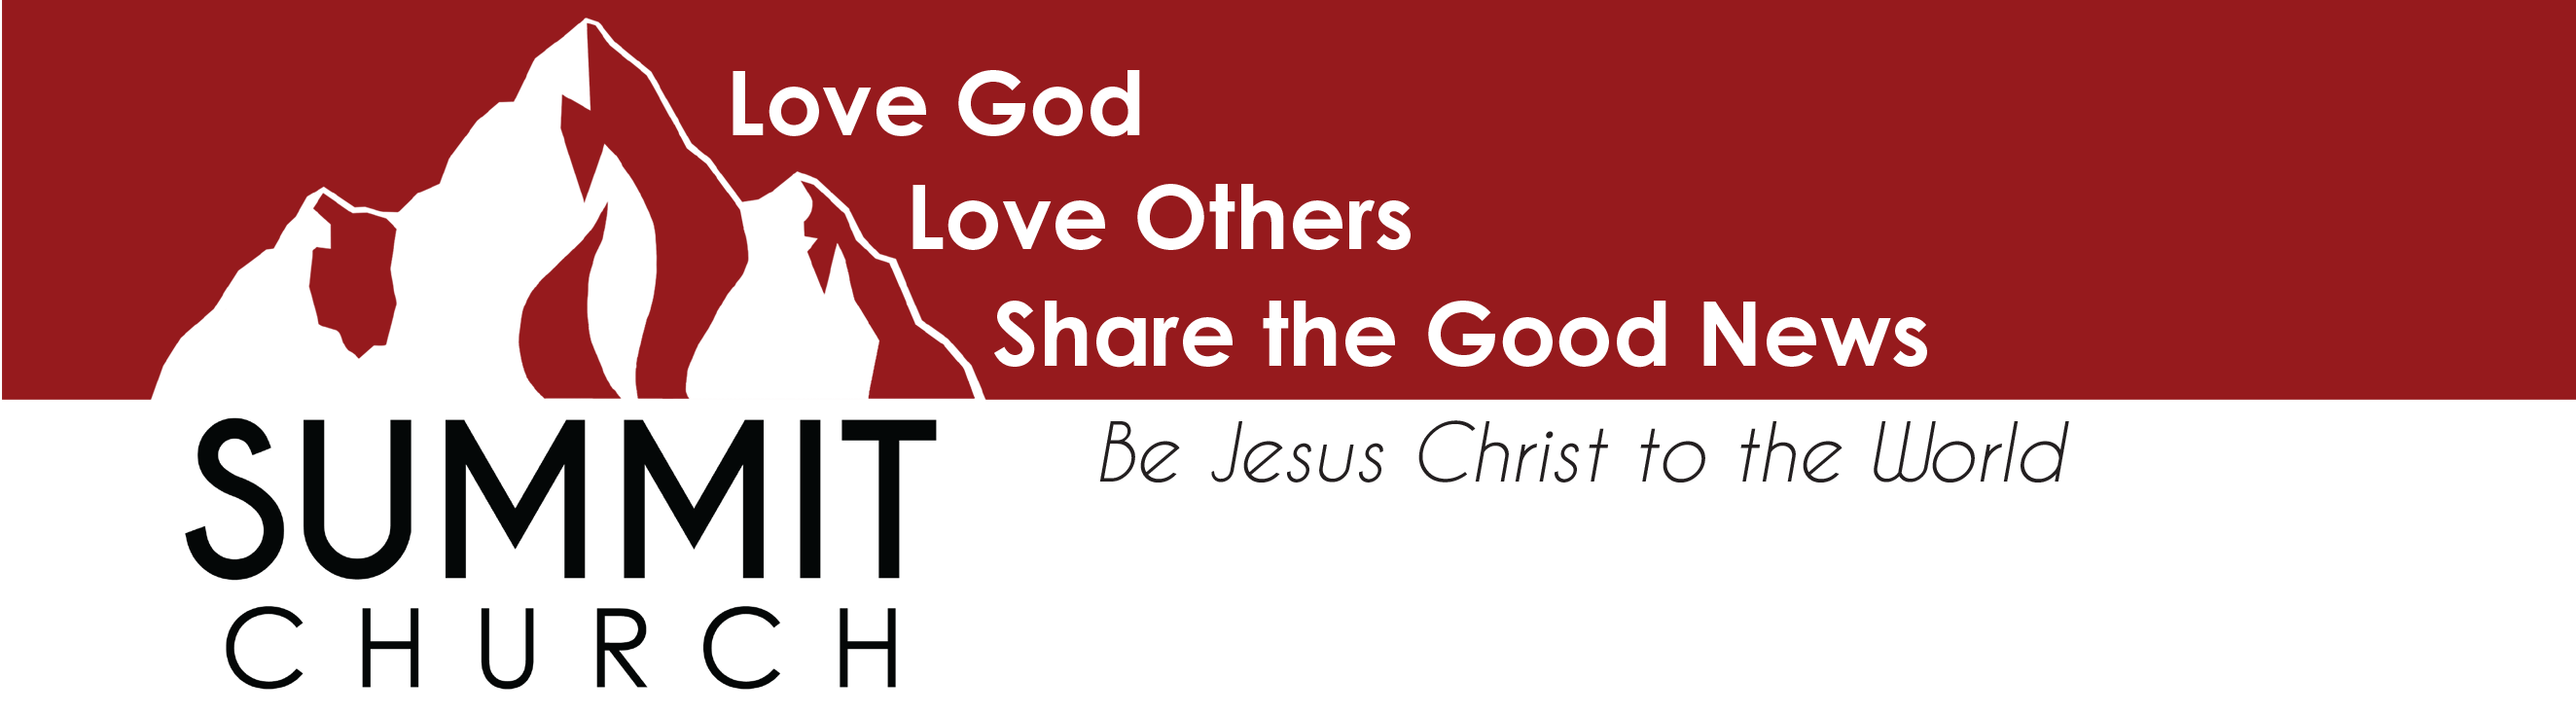 Love God
Love Others
Share the Good News
SUMMIT
CHURCH
Be Jesus Christ to the World